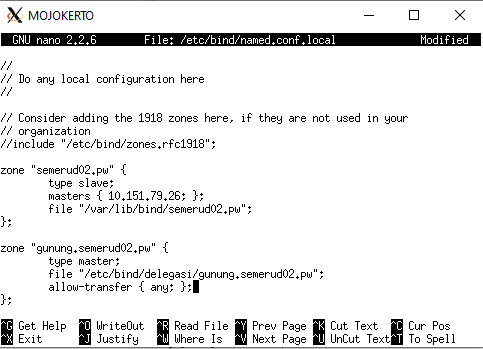 MOJOKERTO
GNU nano 2.2.6 File: /etc/bind/named.conf.local Modified
//
// Do any local configuration here
//
// Consider adding the 1918 zones here, if they are not used in your
// organization
//include "/etc/bind/zones.rfc1918";
zone "semerud02.pw" {
type slave;
masters { 10.151.79.26; };
file "/var/lib/bind/semerud02.pw";
};
zone "gunung.semerud02.pw" {
type master;
file "/etc/bind/delegasi/gunung.semerud02.pw";
allow-transfer { any; };
};
^G Get Help ^O WriteOut ^R Read File ^Y Prev Page ^K Cut Text ^C Cur Pos
^X Exit ^J Justify ^W Where Is ^V Next Page ^U UnCut Text ^T To Spell